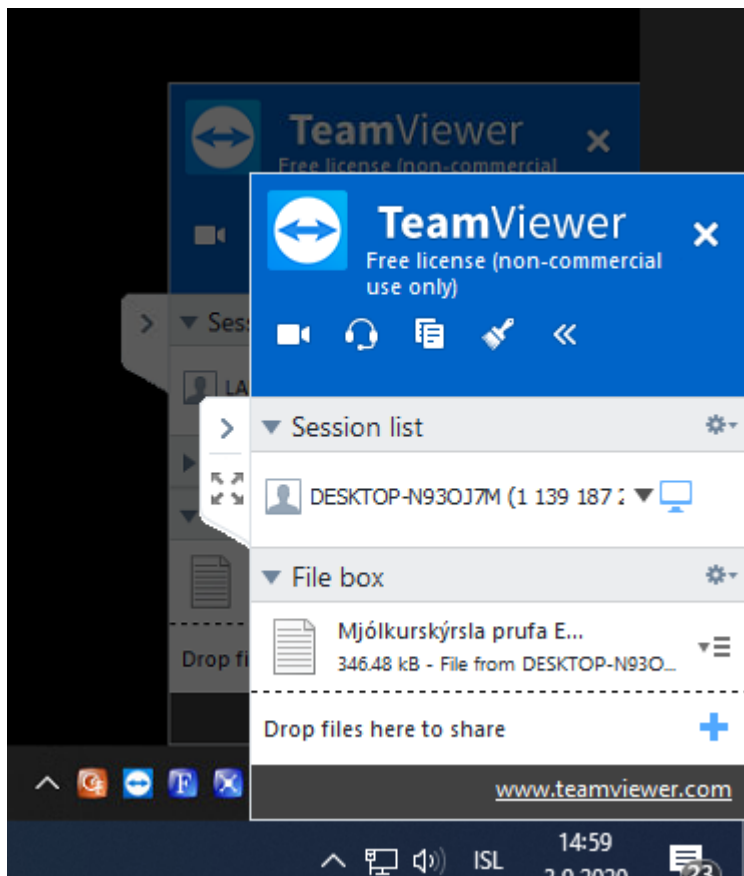 TeamViewer
Free license (non-commercial
TeamViewer
Free license (non-commercial
use only)
Session list
DESKTOP-N93OJ7M (1 139 187
File box
Mjólkurskýrsla prufa E...
346.48 kB - File from DESKTOP-N93O...
Drop files here to share
www.teamviewer.com
Drop
ISL
14:59
23